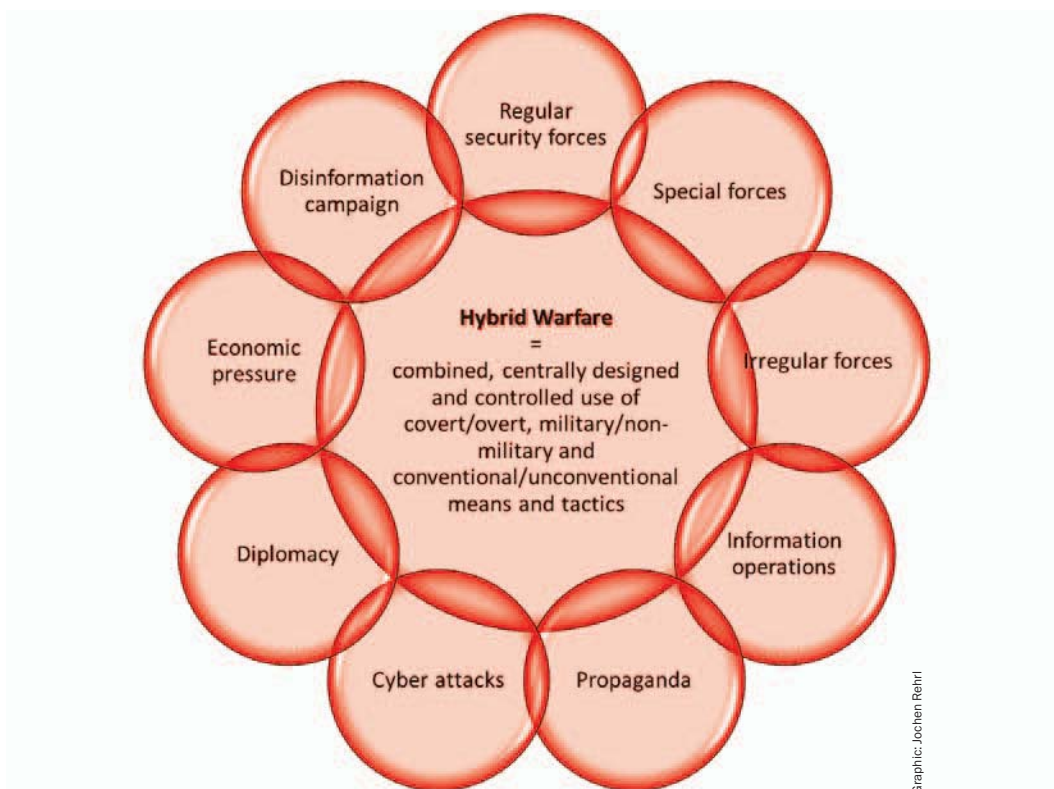 Regular
security forces
Special forces
Irregular forces
Information
operations
Propaganda
Cyber attacks
Diplomacy
Economic
pressure
Disinformation
campaign
Hybrid Warfare
=
combined, centrally designed
and controlled use of
covert/overt, military/non-
military and
conventional/unconventional
means and tactics
Graphic: Jochen Rehrl